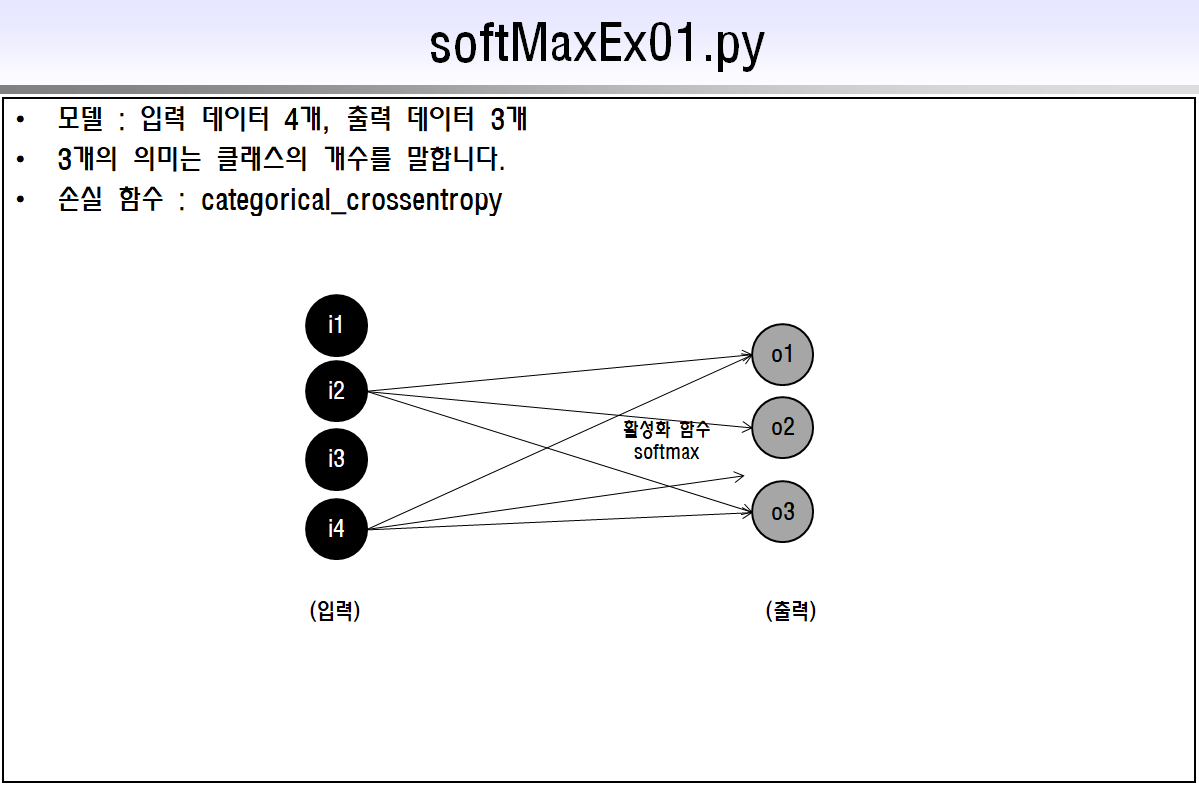 softMaxEx01.py
• 모델 : 입력 데이터 4개, 출력 데이터 3개
• 3개의 의미는 클래스의 개수를 말합니다.
• 손실 함수 : categorical_crossentropy
i1
i2
i3
i4
o1
o2
o3
활성화 함수
softmax
(입력)
(출력)